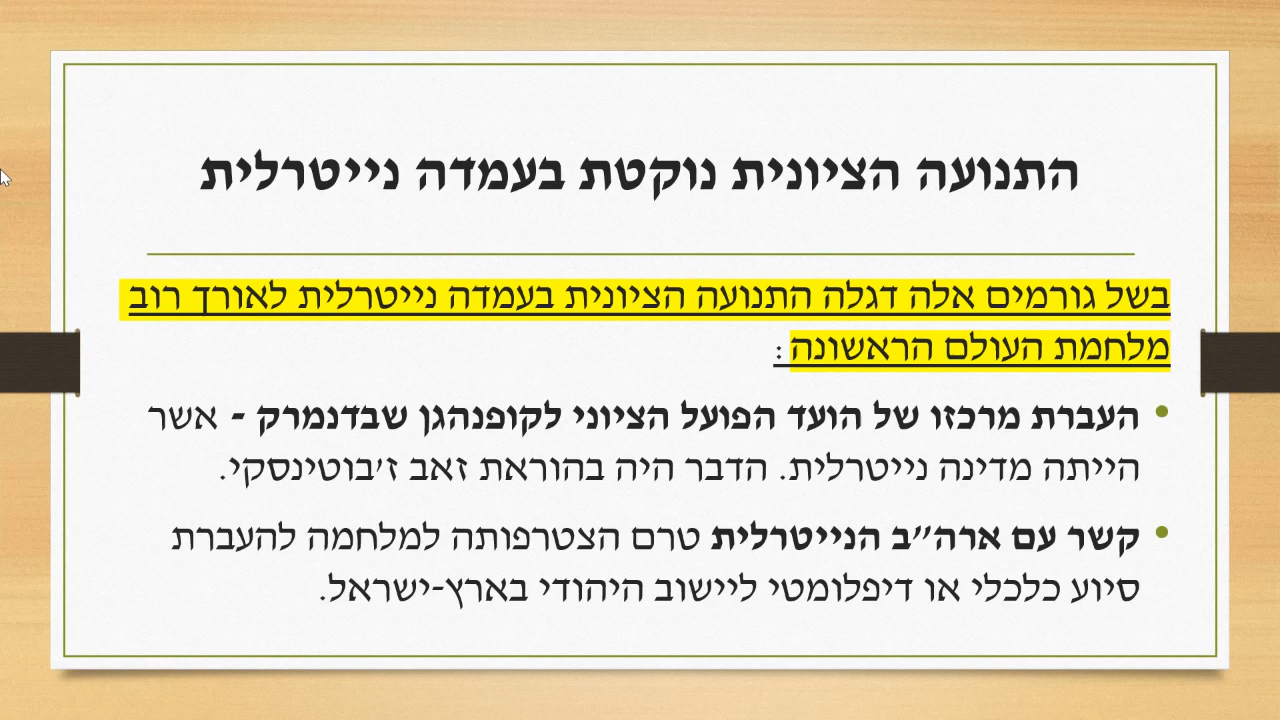 התנועה הציונית נוקטת בעמדה נייטרלית
בשל גורמים אלה דגלה התנועה הציונית בעמדה נייטרלית לאורך רוב
מלחמת העולם הראשונה :
• העברת מרכזו של הועד הפועל הציוני לקופנהגן שבדנמרק - אשר
הייתה מדינה נייטרלית. הדבר היה בהוראת זאב ז'בוטינסקי.
• קשר עם ארה"ב הנייטרלית טרם הצטרפותה למלחמה להעברת
סיוע כלכלי או דיפלומטי ליישוב היהודי בארץ-ישראל.